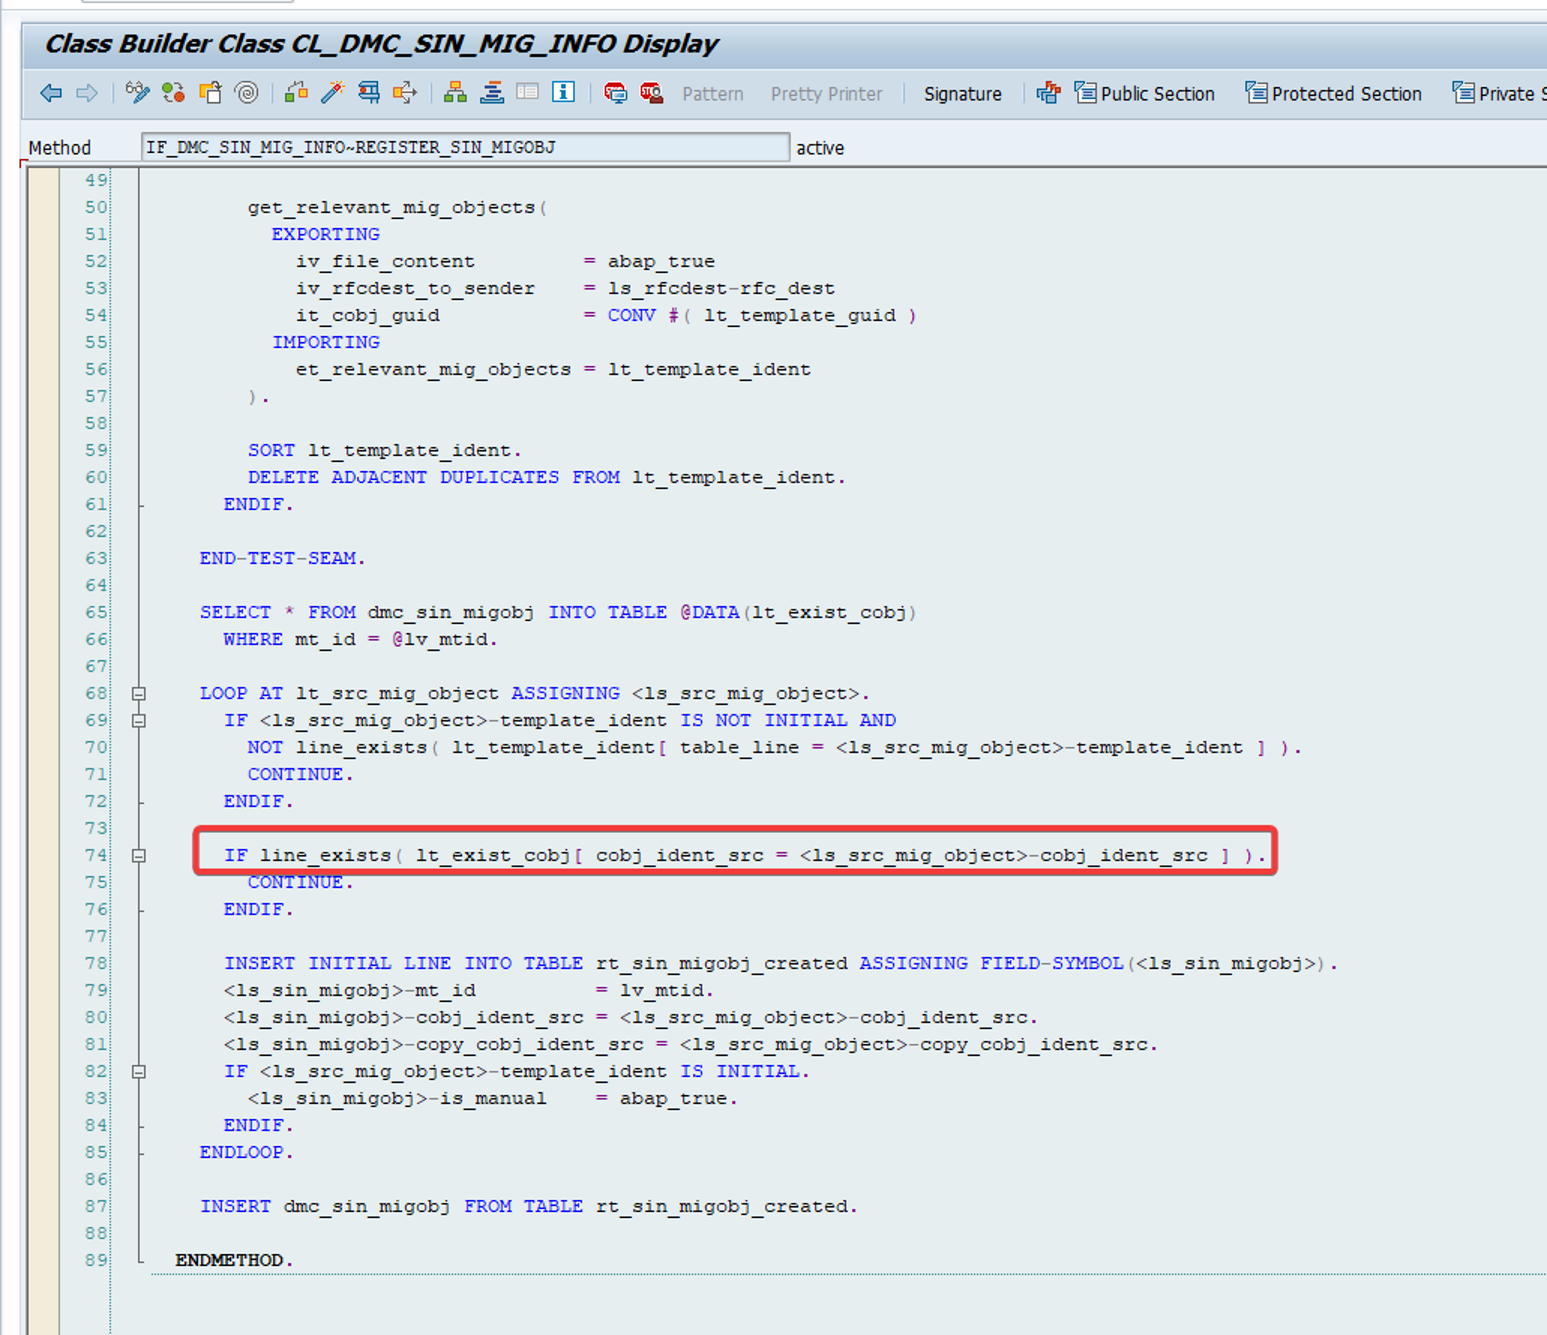 Class Builder Class CL_DMC_SIN_MIG_INFO Display
Pattern Pretty Printer Signature Public Section Protected Section Private S
Method IF_DMC_SIN_MIG_INFO~REGISTER_SIN_MIGOBJ active
49
50 get_relevant_mig_objects(
51 EXPORTING
52 iv_file_content = abap_true
53 iv_rfcdest_to_sender = ls_rfcdest-rfc_dest
54 it_cobj_guid = CONV #( lt_template_guid )
55 IMPORTING
56 et_relevant_mig_objects = lt_template_ident
57 ).
58
59 SORT lt_template_ident.
60 DELETE ADJACENT DUPLICATES FROM lt_template_ident.
61 ENDIF.
62
63 END-TEST-SEAM.
64
65 SELECT * FROM dmc_sin_migobj INTO TABLE @DATA(lt_exist_cobj)
66 WHERE mt_id = @lv_mtid.
67
68 LOOP AT lt_src_mig_object ASSIGNING <ls_src_mig_object>.
69 IF <ls_src_mig_object>-template_ident IS NOT INITIAL AND
70 NOT line_exists( lt_template_ident[ table_line = <ls_src_mig_object>-template_ident ] ).
71 CONTINUE.
72 ENDIF.
73
74 IF line_exists( lt_exist_cobj[ cobj_ident_src = <ls_src_mig_object>-cobj_ident_src ] ).
75 CONTINUE.
76 ENDIF.
77
78 INSERT INITIAL LINE INTO TABLE rt_sin_migobj_created ASSIGNING FIELD-SYMBOL(<ls_sin_migobj>).
79 <ls_sin_migobj>-mt_id = lv_mtid.
80 <ls_sin_migobj>-cobj_ident_src = <ls_src_mig_object>-cobj_ident_src.
81 <ls_sin_migobj>-copy_cobj_ident_src = <ls_src_mig_object>-copy_cobj_ident_src.
82 IF <ls_src_mig_object>-template_ident IS INITIAL.
83 <ls_sin_migobj>-is_manual = abap_true.
84 ENDIF.
85 ENDLOOP.
86
87 INSERT dmc_sin_migobj FROM TABLE rt_sin_migobj_created.
88
89 ENDMETHOD.